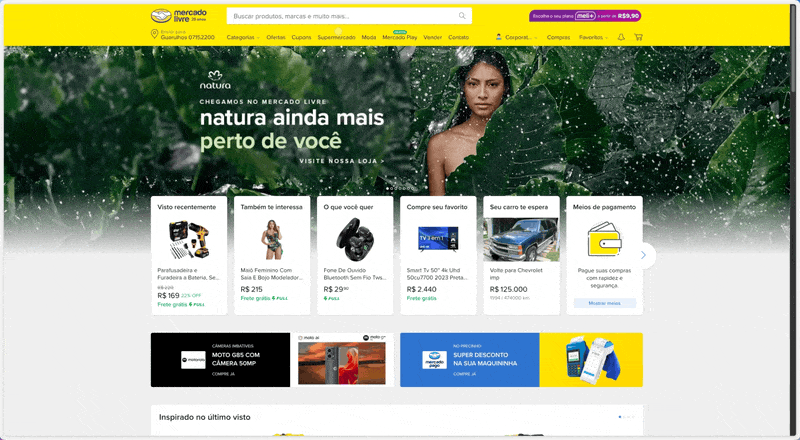 mercado
livre 25 anos
Buscar produtos, marcas e muito mais...
Escolha o seu plano meli+ a partir de R$9,90
Enviar para
Guarulhos 07152200
Categorias
Ofertas
Cupons
Supermercado
Moda
Mercado Play
Vender
Contato
Corporat...
Compras
Favoritos
natura
CHEGAMOS NO MERCADO LIVRE
natura ainda mais
perto de você
VISITE NOSSA LOJA >
Visto recentemente
Parafusadeira e
Furadeira a Bateria, Se...
R$ 169 22% OFF
Frete grátis FULL
Também te interessa
Maiô Feminino Com
Saia E Bojo Modelador...
R$ 215
Frete grátis FULL
O que você quer
Fone De Ouvido
Bluetooth Sem Fio Tws...
R$ 29
FULL
Compre seu favorito
TV 3 em 1
Smart Tv 50" 4k Uhd
50cu7700 2023 Preta...
R$ 2.440
Frete grátis
Seu carro te espera
Volte para Chevrolet
imp
R$ 125.000
Meios de pagamento
Pague suas compras
com rapidez e
segurança.
Mostrar meios
motorola
CÂMERAS IMBATÍVEIS
MOTO G85 COM
CÂMERA 50MP
COMPRE JÁ
moto ai
mercado
pago
NO PRECINHO
SUPER DESCONTO
NA SUA MAQUININHA
COMPRE JÁ
Inspirado no último visto